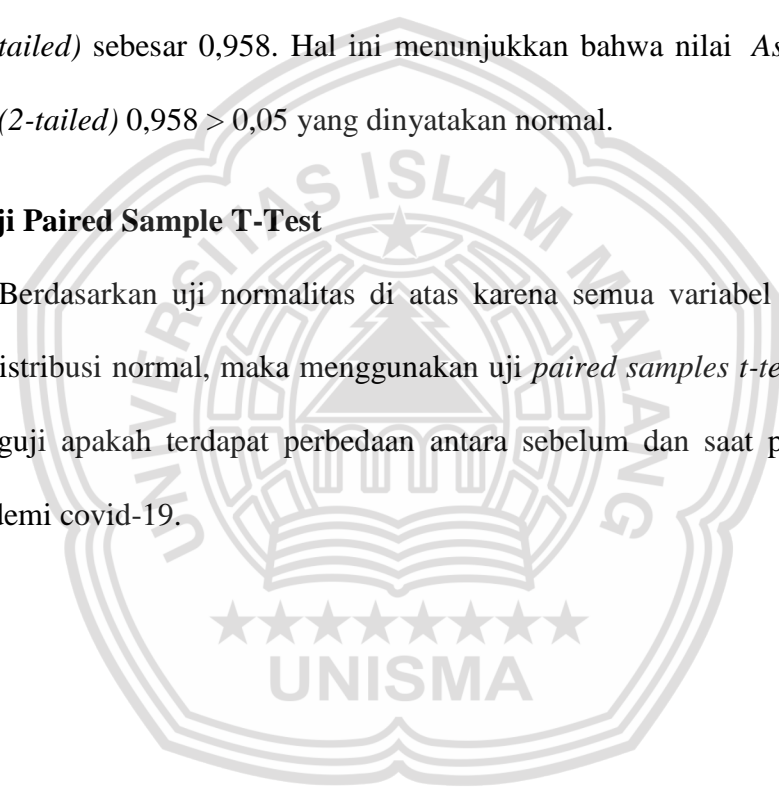 tailed) sebesar 0,958. Hal ini menunjukkan bahwa nilai As
(2-tailed) 0,958 > 0,05 yang dinyatakan normal.
ji Paired Sample T-Test
Berdasarkan uji normalitas di atas karena semua variabel
istribusi normal, maka menggunakan uji paired samples t-te
guji apakah terdapat perbedaan antara sebelum dan saat p
demi covid-19.
UNIVERSITAS ISLAM MALANG
UNISMA